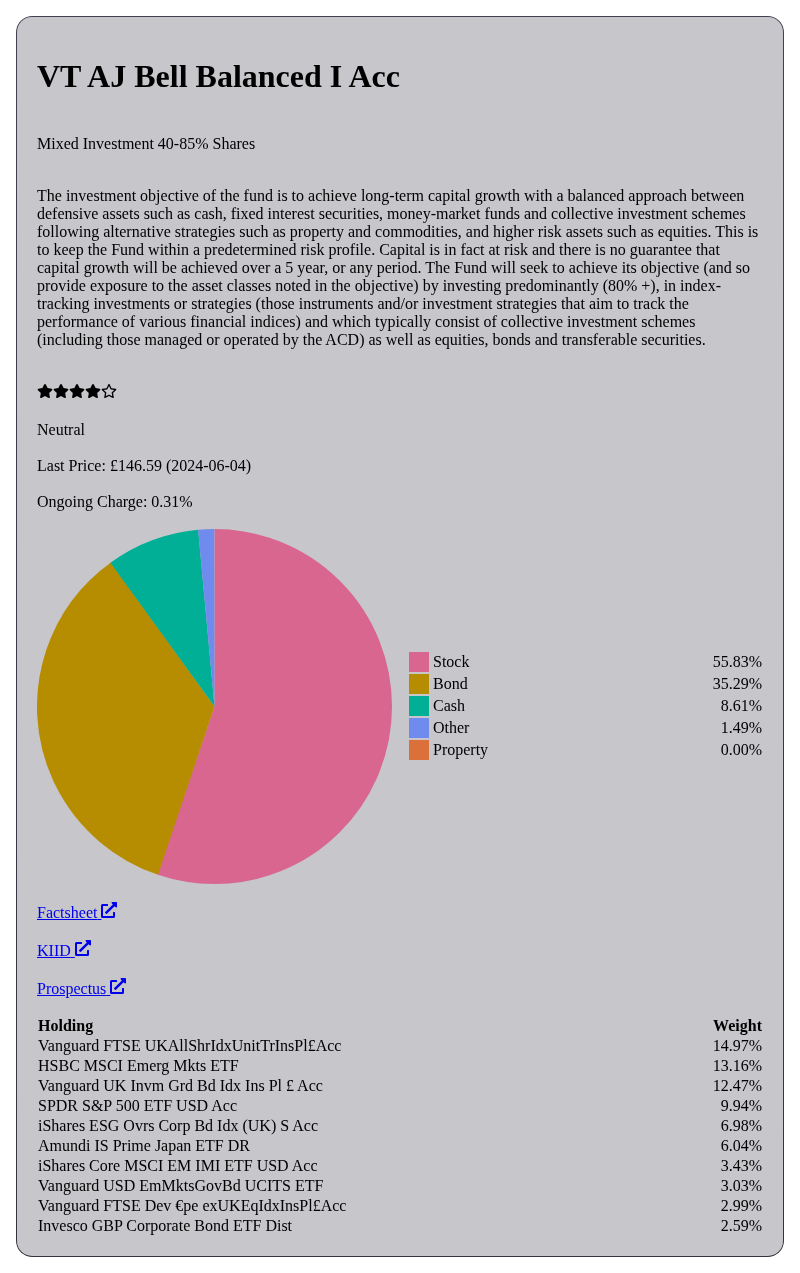 VT AJ Bell Balanced I Acc
Mixed Investment 40-85% Shares
The investment objective of the fund is to achieve long-term capital growth with a balanced approach between
defensive assets such as cash, fixed interest securities, money-market funds and collective investment schemes
following alternative strategies such as property and commodities, and higher risk assets such as equities. This is
to keep the Fund within a predetermined risk profile. Capital is in fact at risk and there is no guarantee that
capital growth will be achieved over a 5 year, or any period. The Fund will seek to achieve its objective (and so
provide exposure to the asset classes noted in the objective) by investing predominantly (80% +), in index-
tracking investments or strategies (those instruments and/or investment strategies that aim to track the
performance of various financial indices) and which typically consist of collective investment schemes
(including those managed or operated by the ACD) as well as equities, bonds and transferable securities.
Neutral
Last Price: £146.59 (2024-06-04)
Ongoing Charge: 0.31%
Stock 55.83%
Bond 35.29%
Cash 8.61%
Other 1.49%
Property 0.00%
Factsheet
KIID
Prospectus
Holding Weight
Vanguard FTSE UKAllShrIdxUnitTrInsPl£Acc 14.97%
HSBC MSCI Emerg Mkts ETF 13.16%
Vanguard UK Invm Grd Bd Idx Ins Pl £ Acc 12.47%
SPDR S&P 500 ETF USD Acc 9.94%
iShares ESG Ovrs Corp Bd Idx (UK) S Acc 6.98%
Amundi IS Prime Japan ETF DR 6.04%
iShares Core MSCI EM IMI ETF USD Acc 3.43%
Vanguard USD EmMktsGovBd UCITS ETF 3.03%
Vanguard FTSE Dev €pe exUKEqIdxInsPl£Acc 2.99%
Invesco GBP Corporate Bond ETF Dist 2.59%